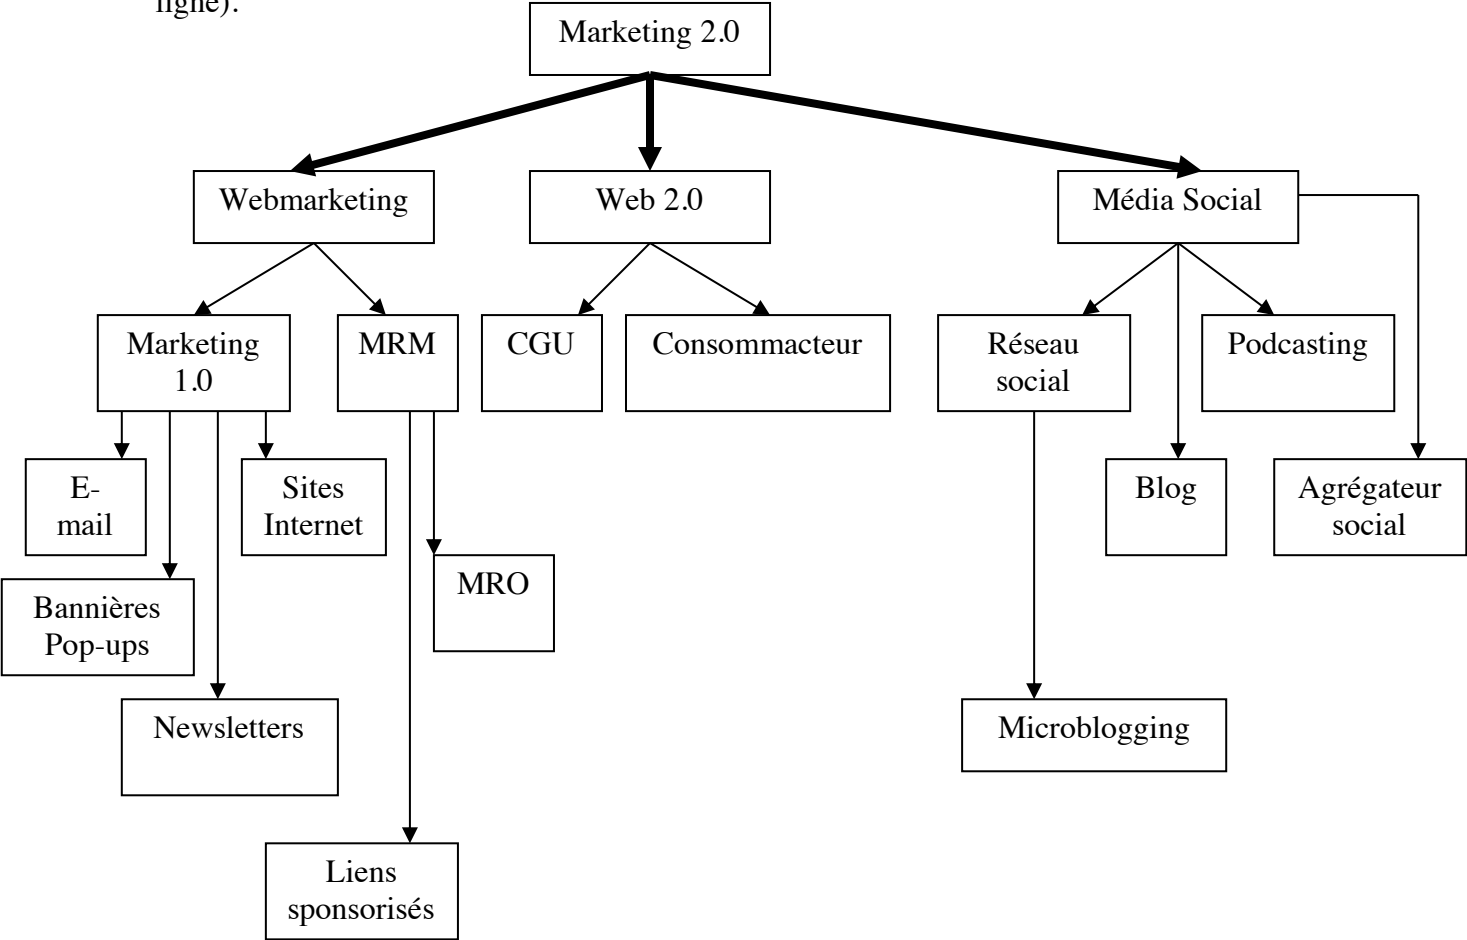 ligne).
Marketing 2.0
Webmarketing
Web 2.0
Média Social
Marketing
1.0
MRM
CGU
Consommacteur
Réseau
social
Podcasting
E-
mail
Sites
Internet
Blog
Agrégateur
social
MRO
Bannières
Pop-ups
Newsletters
Microblogging
Liens
sponsorisés